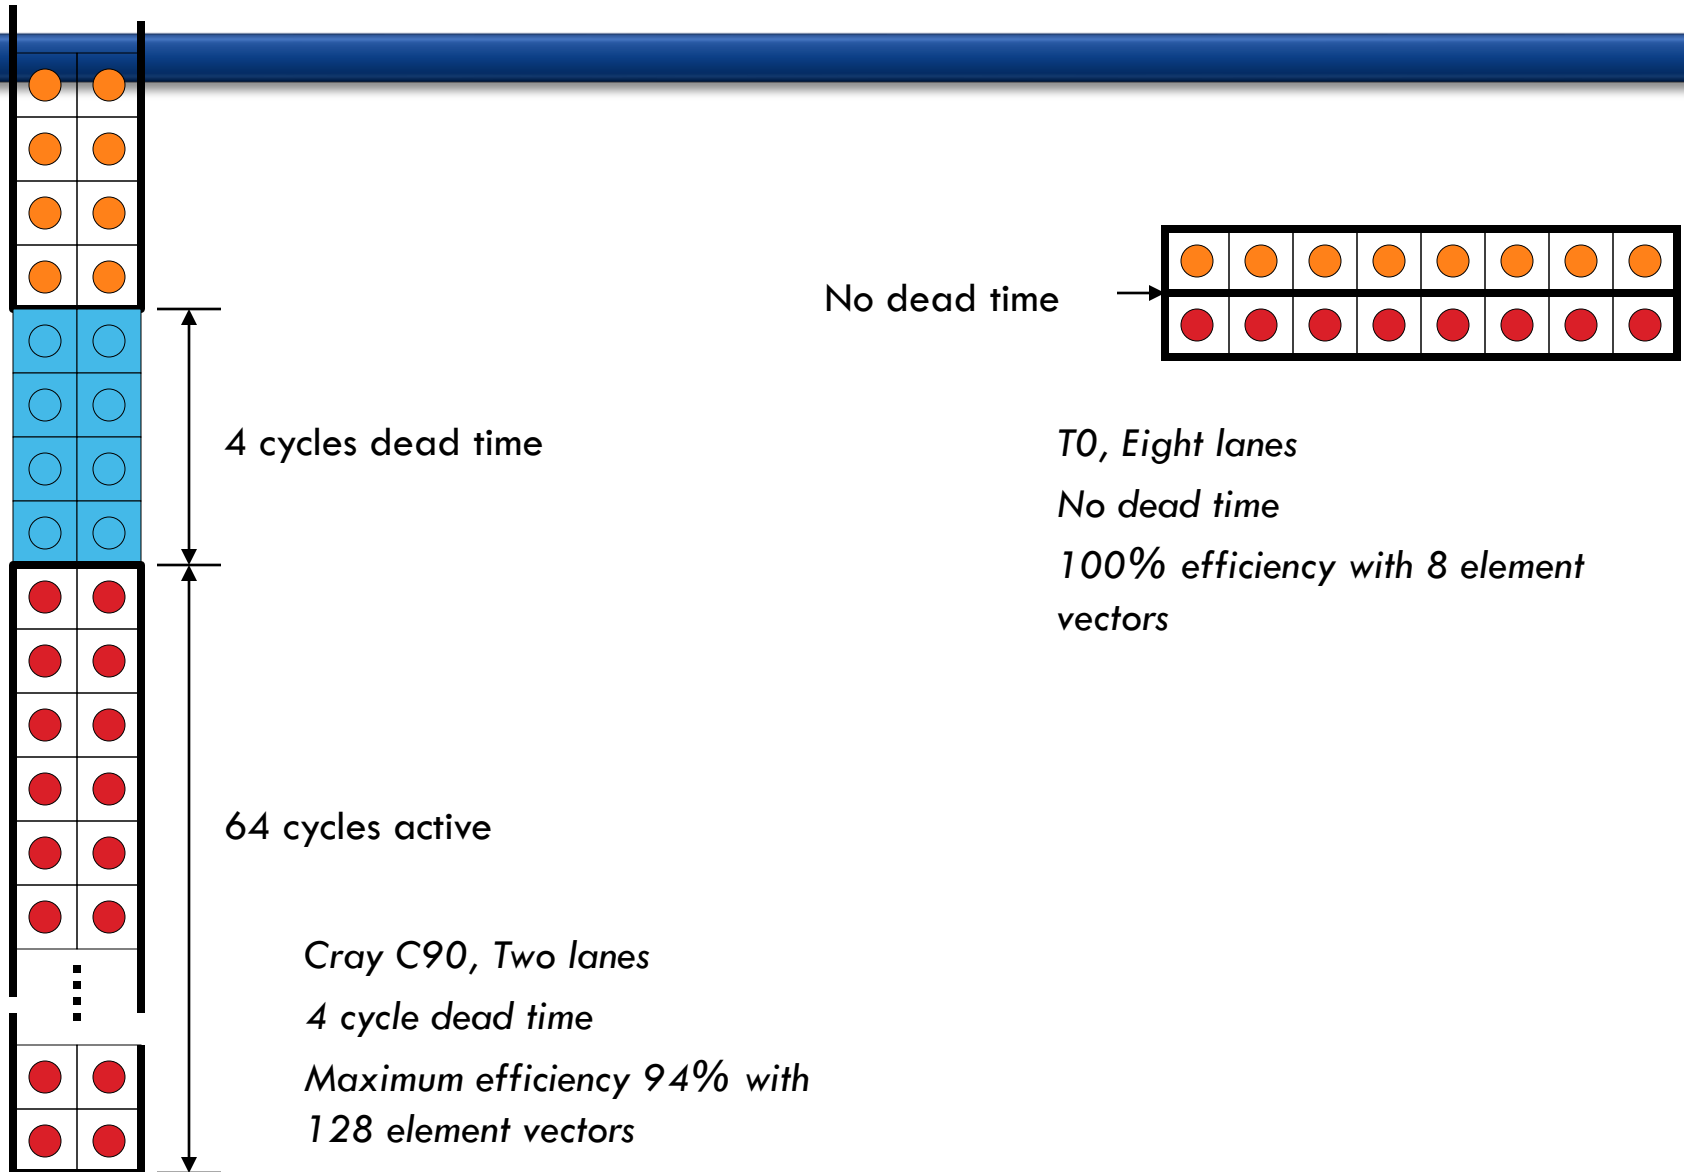 No dead time
4 cycles dead time
T0, Eight lanes
No dead time
100% efficiency with 8 element
vectors
64 cycles active
Cray C90, Two lanes
4 cycle dead time
Maximum efficiency 94% with
128 element vectors